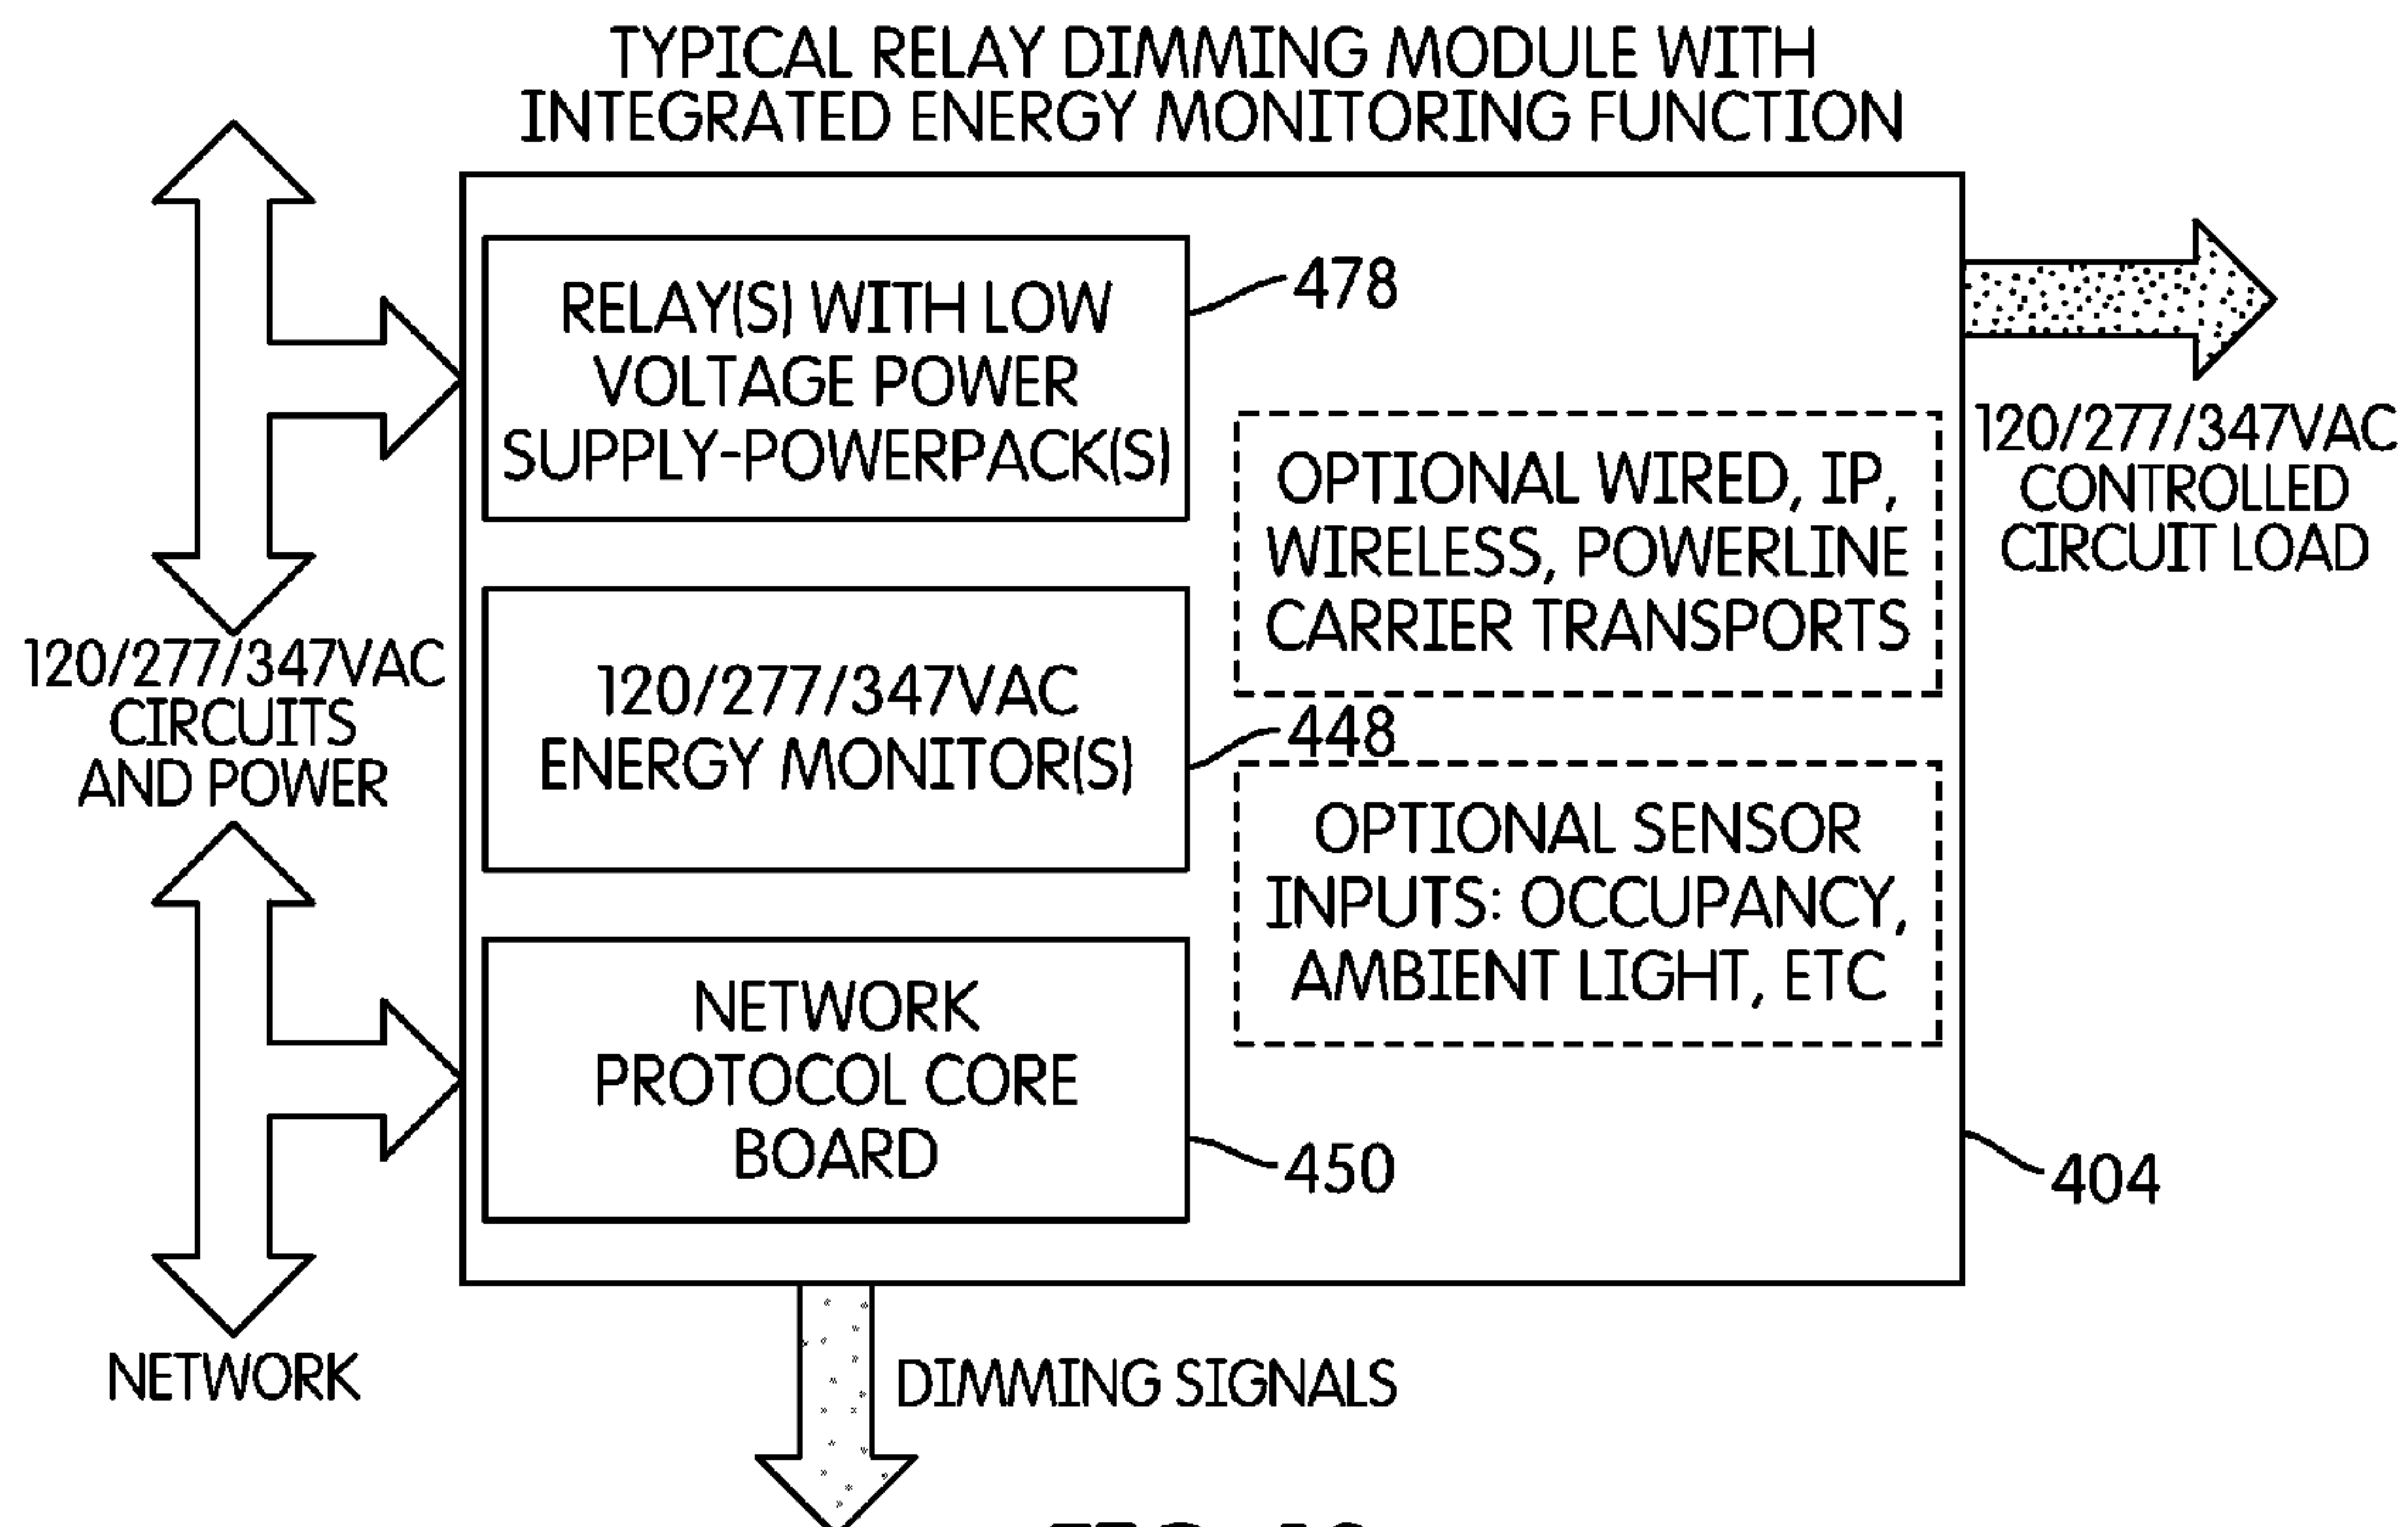 TYPICAL RELAY DIMMING MODULE WITH
INTEGRATED ENERGY MONITORING FUNCTION
RELAY(S) WITH LOW
VOLTAGE POWER
SUPPLY-POWERPACK(S)
478
120/277/347VAC
CONTROLLED
CIRCUIT LOAD
OPTIONAL WIRED, IP,
WIRELESS, POWERLINE
CARRIER TRANSPORTS
120/277/347VAC
CIRCUITS
AND POWER
120/277/347VAC
ENERGY MONITOR(S)
448
OPTIONAL SENSOR
INPUTS: OCCUPANCY,
AMBIENT LIGHT, ETC
NETWORK
PROTOCOL CORE
BOARD
450
404
NETWORK
DIMMING SIGNALS